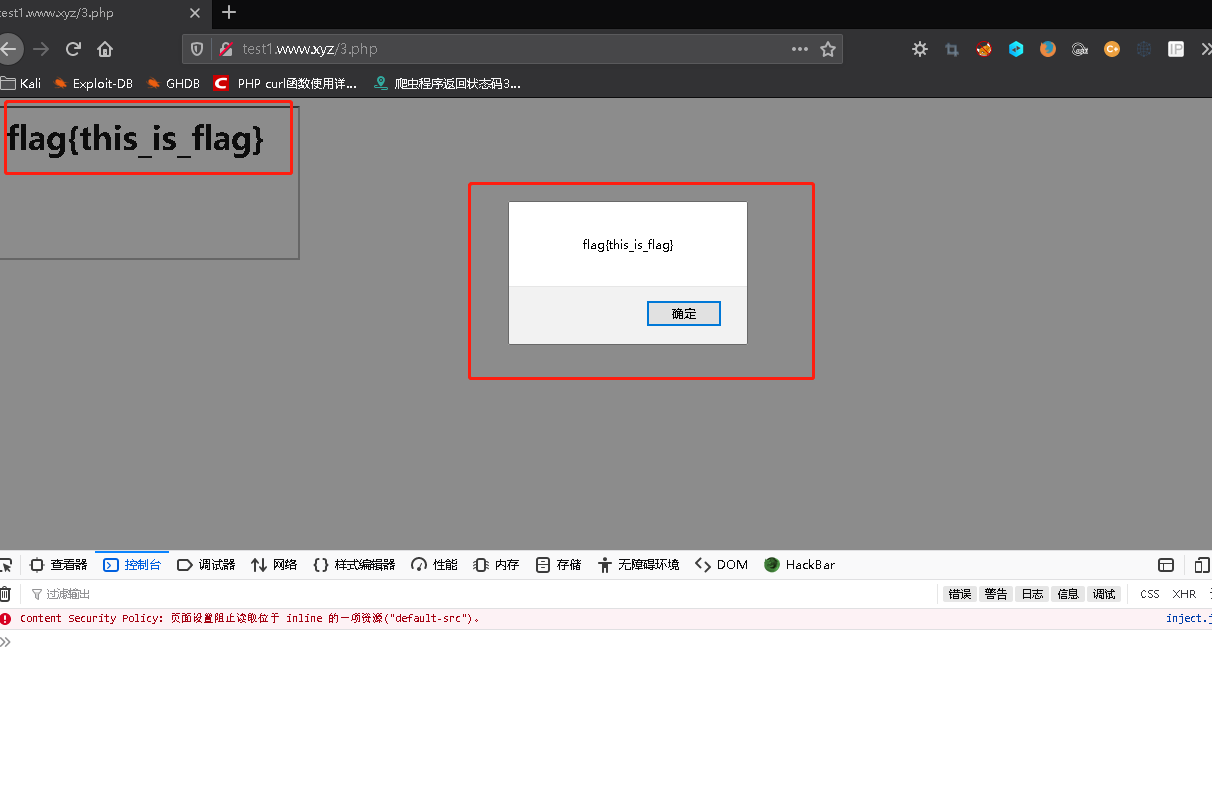 test1.www.xyz/3.php
test1.www.xyz/3.php
Kali Exploit-DB GHDB PHP curl函数使用详... 爬虫程序返回状态码3...
flag{this_is_flag}
flag{this_is_flag}
确定
查看器 控制台 调试器 网络 样式编辑器 性能 内存 存储 无障碍环境 DOM HackBar
过滤输出 错误 警告 日志 信息 调试 CSS XHR
Content Security Policy: 页面设置阻止读取位于 inline 的一项资源("default-src")。 inject.j